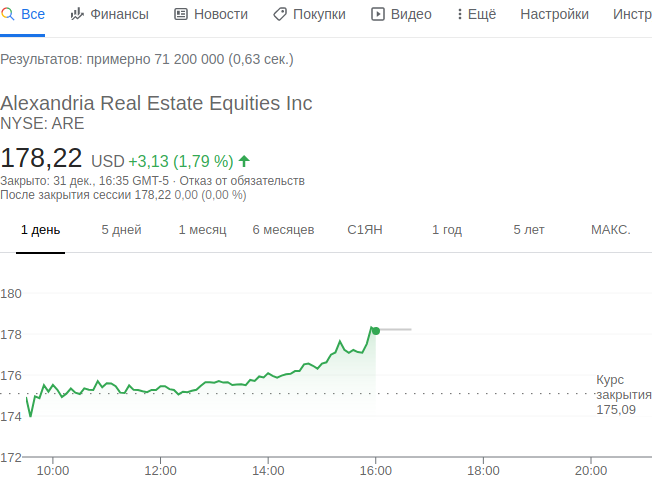 Все Финансы Новости Покупки Видео Ещё Настройки Инстр
Результатов: примерно 71 200 000 (0,63 сек.)
Alexandria Real Estate Equities Inc
NYSE: ARE
178,22 USD +3,13 (1,79 %)
Закрыто: 31 дек., 16:35 GMT-5 · Отказ от обязательств
После закрытия сессии 178,22 0,00 (0,00 %)
1 день 5 дней 1 месяц 6 месяцев С1ЯН 1 год 5 лет МАКС.
180
178
176
Курс
закрытия
175,09
174
172
10:00 12:00 14:00 16:00 18:00 20:00